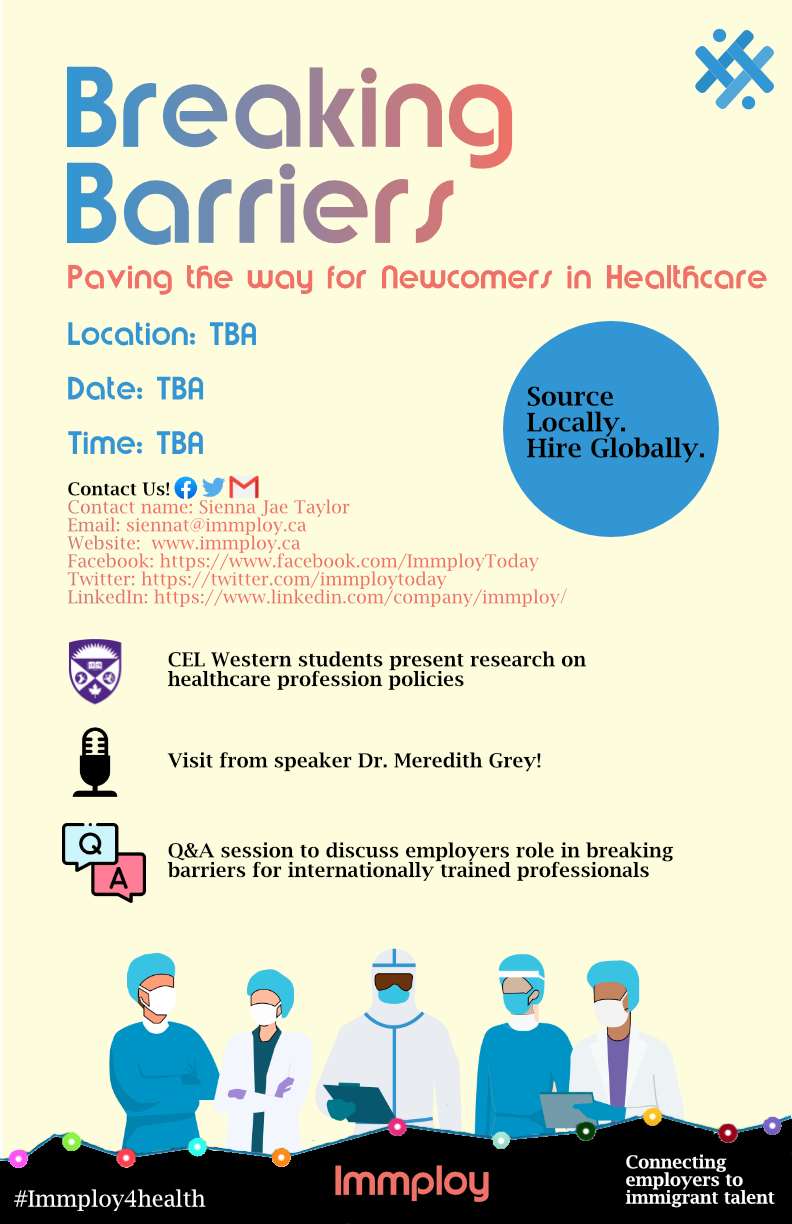 Breaking
Barriers
Paving the way for Newcomers in Healthcare
Location: TBA
Date: TBA
Time: TBA
Source
Locally.
Hire Globally.
Contact Us!
Contact name: Sienna Jae Taylor
Email: siennat@immploy.ca
Website: www.immploy.ca
Facebook: https://www.facebook.com/ImmployToday
Twitter: https://twitter.com/immploytoday
LinkedIn: https://www.linkedin.com/company/immploy/
CEL Western students present research on
healthcare profession policies
Visit from speaker Dr. Meredith Grey!
Q
A
Q&A session to discuss employers role in breaking
barriers for internationally trained professionals
#Immploy4health
Immploy
Connecting
employers to
immigrant talent